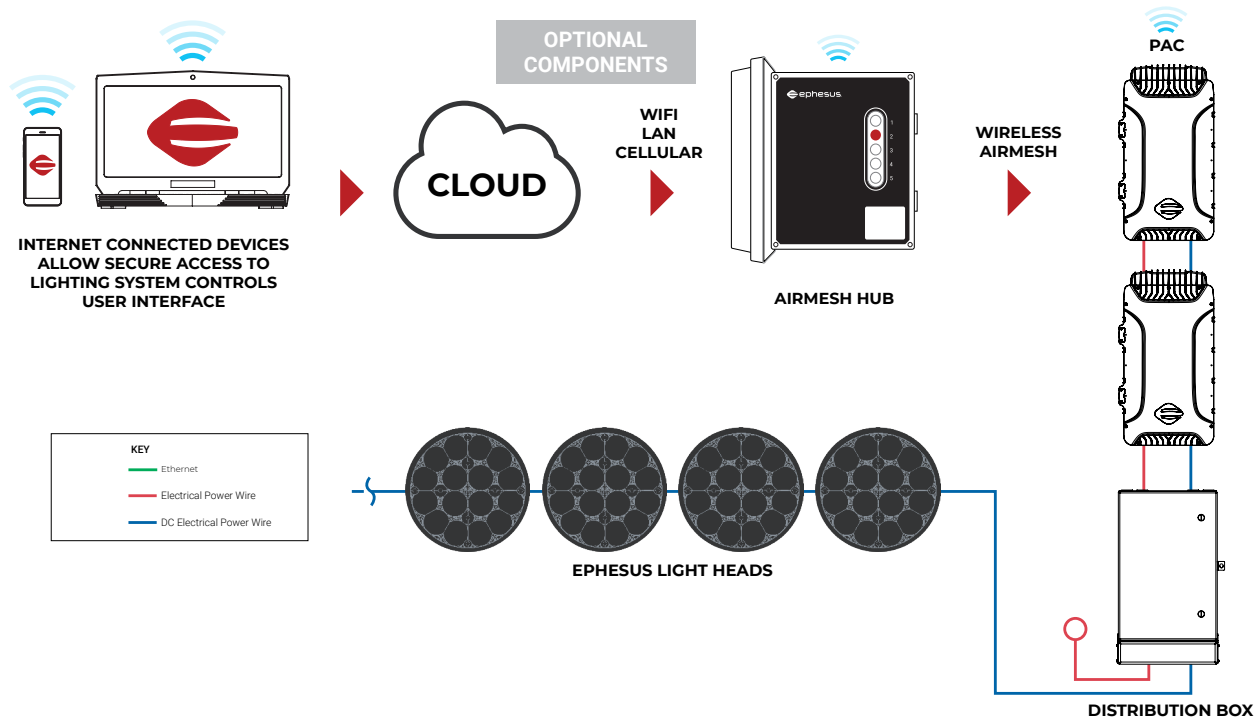 OPTIONAL
COMPONENTS
PAC
ephesus
1
2
3
4
5
WIFI
LAN
CELLULAR
WIRELESS
AIRMESH
CLOUD
INTERNET CONNECTED DEVICES
ALLOW SECURE ACCESS TO
LIGHTING SYSTEM CONTROLS
USER INTERFACE
AIRMESH HUB
KEY
Ethernet
Electrical Power Wire
DC Electrical Power Wire
EPHESUS LIGHT HEADS
DISTRIBUTION BOX